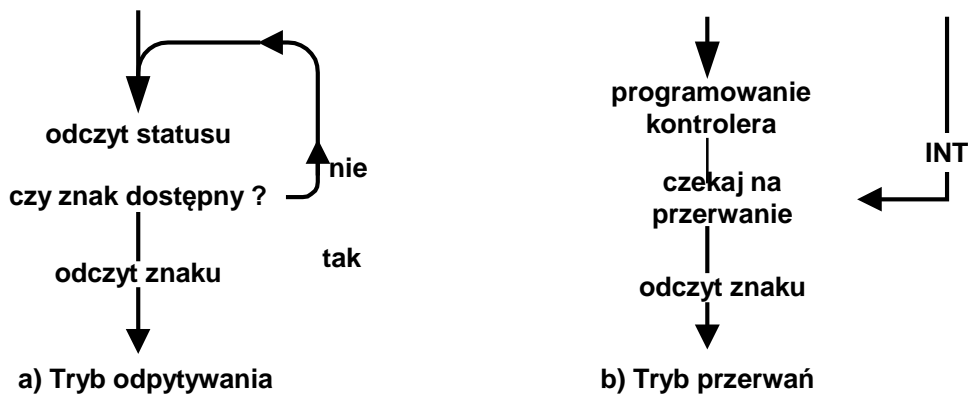 odczyt statusu
nie
czy znak dostępny ?
tak
odczyt znaku
a) Tryb odpytywania
programowanie
kontrolera
INT
czekaj na
przerwanie
odczyt znaku
b) Tryb przerwań